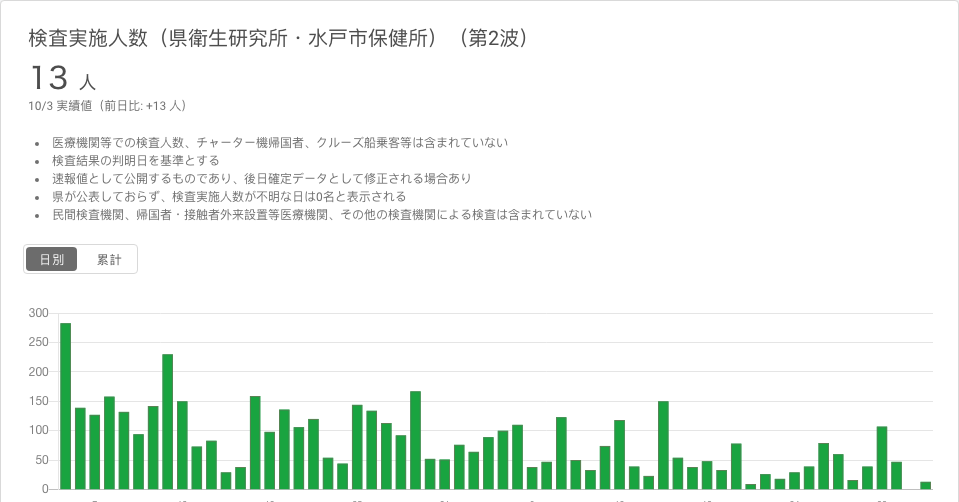 検査実施人数（県衛生研究所・水戸市保健所）（第2波）
13 人
10/3 実績値（前日比: +13 人）
医療機関等での検査人数、チャーター機帰国者、クルーズ船乗客等は含まれていない
検査結果の判明日を基準とする
速報値として公開するものであり、後日確定データとして修正される場合あり
県が公表しておらず、検査実施人数が不明な日は0名と表示される
民間検査機関、帰国者・接触者外来設置等医療機関、その他の検査機関による検査は含まれていない
日別 累計
300
250
200
150
100
50
0